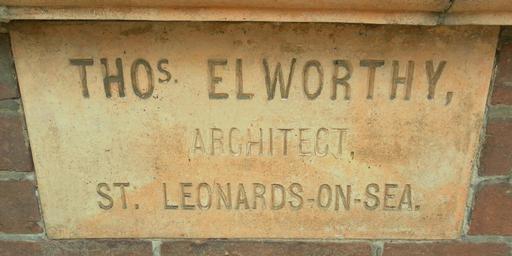 THOS. ELWORTHY,
ARCHITECT,
ST. LEONARDS-ON-SEA.